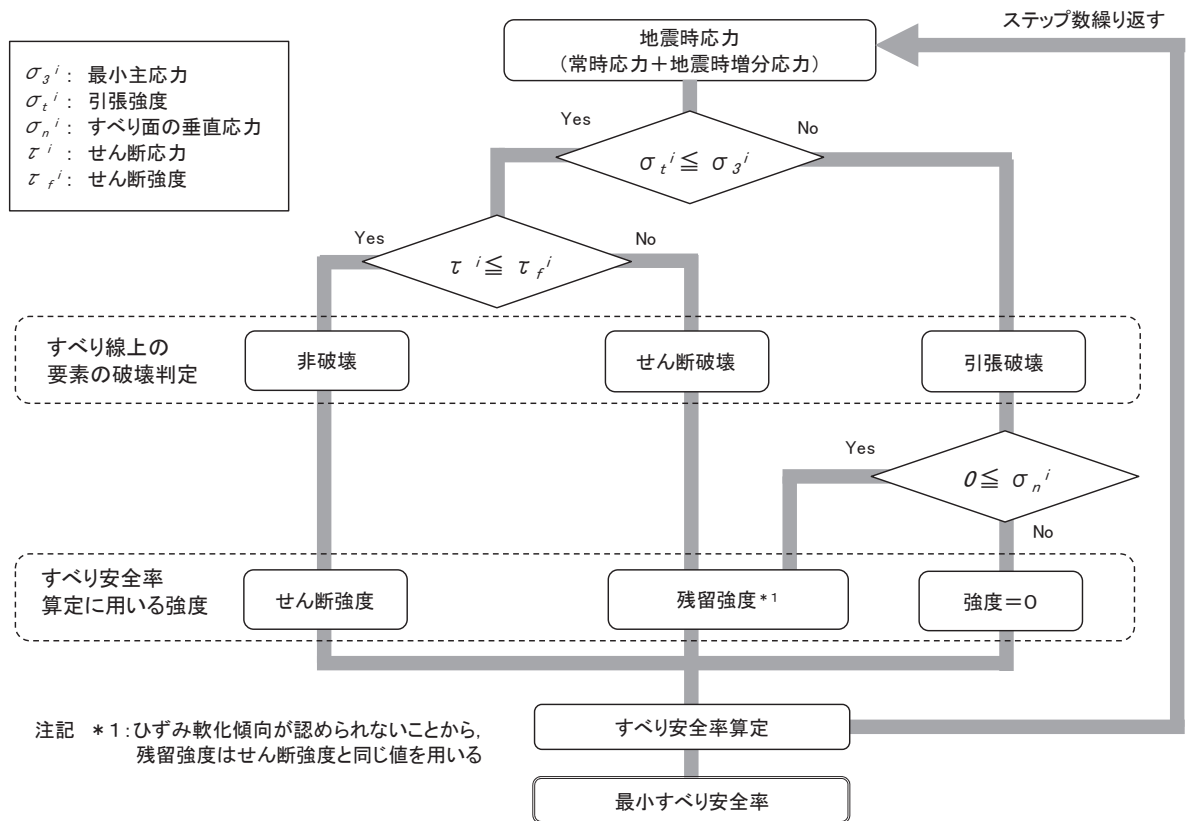 ステップ数繰り返す
地震時応力
(常時応力+地震時増分応力)
σ₃ⁱ: 最小主応力
σₜⁱ: 引張強度
σₙⁱ: すべり面の垂直応力
τⁱ: せん断応力
τ_fⁱ: せん断強度
Yes
No
σₜⁱ≦ σ₃ⁱ
Yes
No
τ ⁱ≦ τ_fⁱ
すべり線上の
要素の破壊判定
非破壊
せん断破壊
引張破壊
Yes
0≦ σₙⁱ
No
すべり安全率
算定に用いる強度
せん断強度
残留強度*1
強度=0
注記 *1:ひずみ軟化傾向が認められないことから,
残留強度はせん断強度と同じ値を用いる
すべり安全率算定
最小すべり安全率